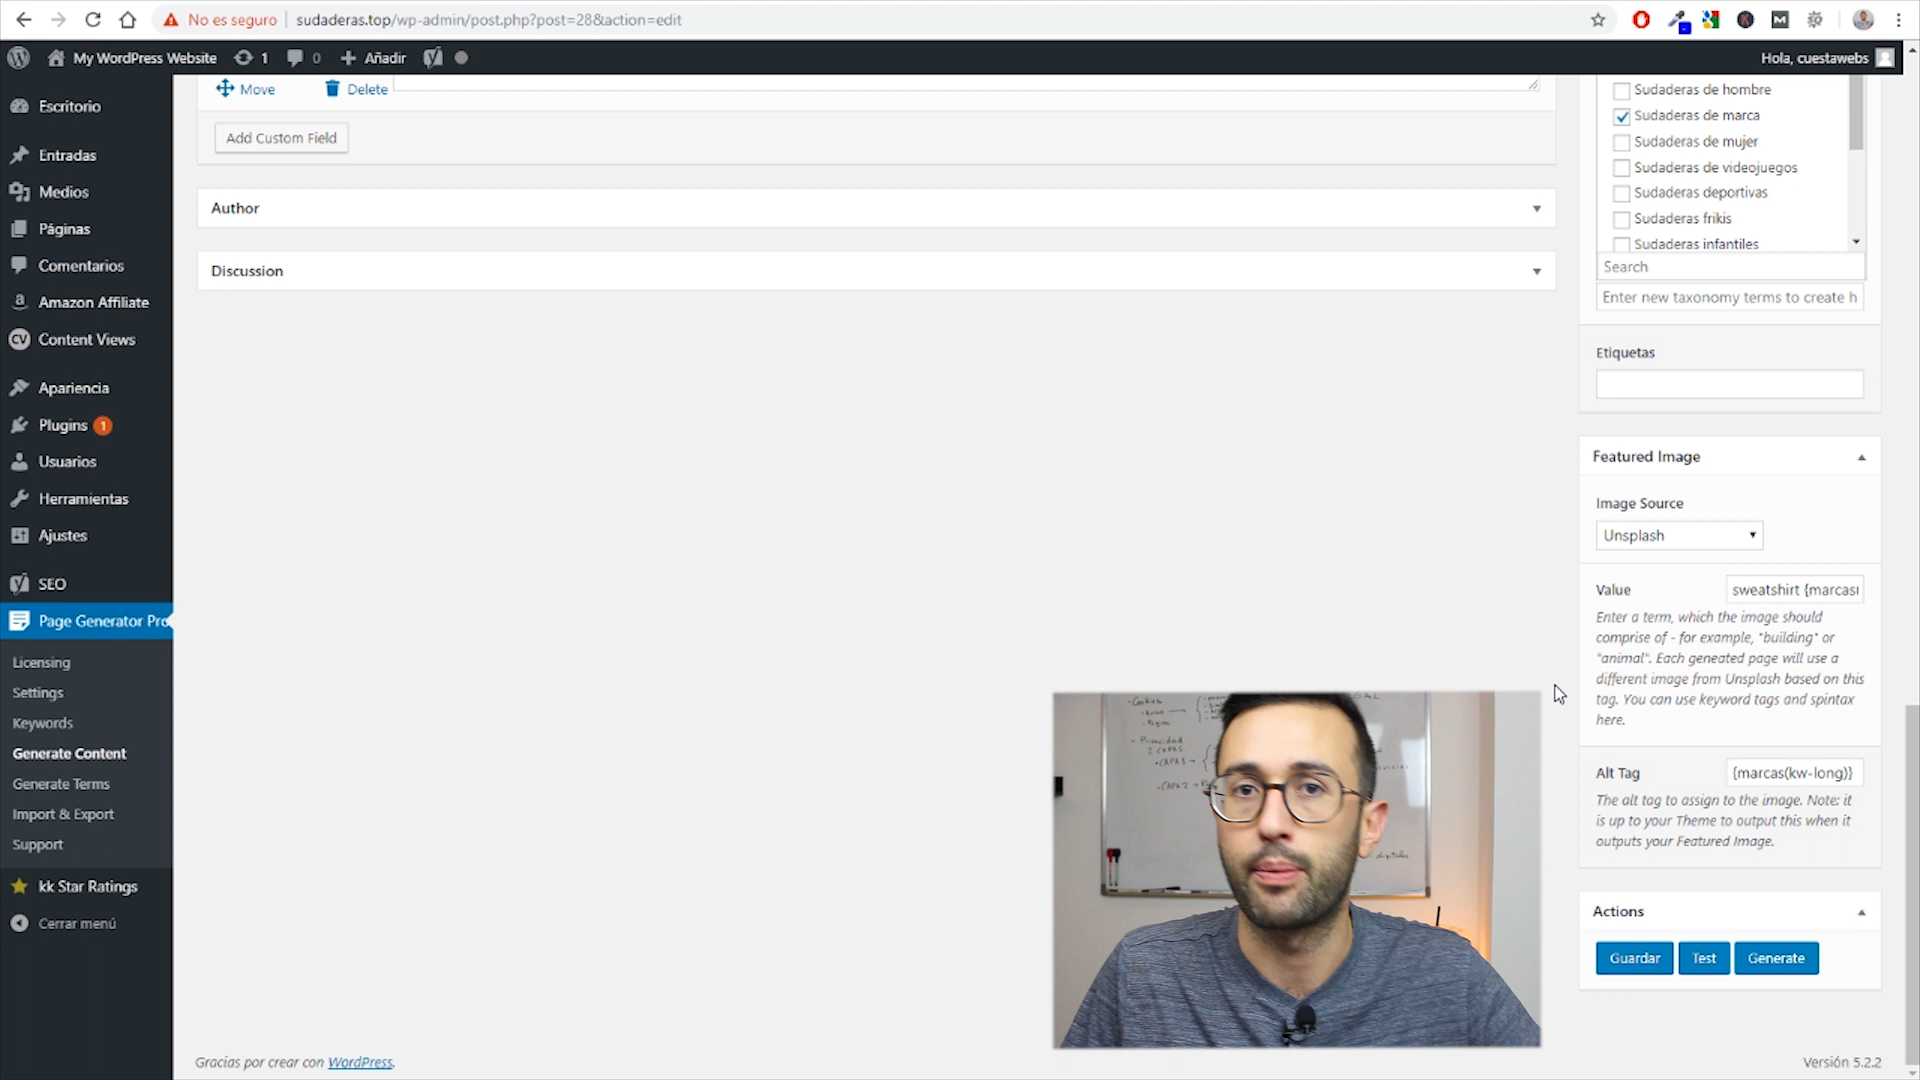 No es seguro
sudaderas.top/wp-admin/post.php?post=28&action=edit
My WordPress Website
1
0
Añadir
Hola, cuestawebs
Escritorio
Entradas
Medios
Páginas
Comentarios
Amazon Affiliate
CV
Content Views
Apariencia
Plugins
1
Usuarios
Herramientas
Ajustes
SEO
Page Generator Pro
Licensing
Settings
Keywords
Generate Content
Generate Terms
Import & Export
Support
kk Star Ratings
Cerrar menú
Move
Delete
Add Custom Field
Author
Discussion
Sudaderas de hombre
Sudaderas de marca
Sudaderas de mujer
Sudaderas de videojuegos
Sudaderas deportivas
Sudaderas frikis
Sudaderas infantiles
Search
Enter new taxonomy terms to create h
Etiquetas
Featured Image
Image Source
Unsplash
Value
sweatshirt {marcas(
Enter a term, which the image should
comprise of - for example, "building" or
"animal". Each geneated page will use a
different image from Unsplash based on this
tag. You can use keyword tags and spintax
here.
Alt Tag
{marcas(kw-long)}
The alt tag to assign to the image. Note: it
is up to your Theme to output this when it
outputs your Featured Image.
Actions
Guardar
Test
Generate
- Cookies
- Privacidad
2 CAPAS
• CAPA 1
Gracias por crear con WordPress.
Versión 5.2.2